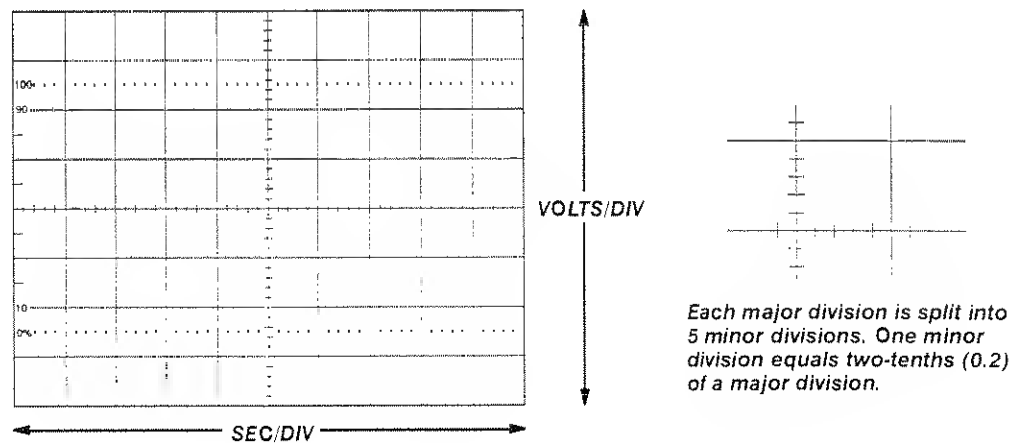 100
90
10
0%
VOLTS/DIV
SEC/DIV
Each major division is split into
5 minor divisions. One minor
division equals two-tenths (0.2)
of a major division.